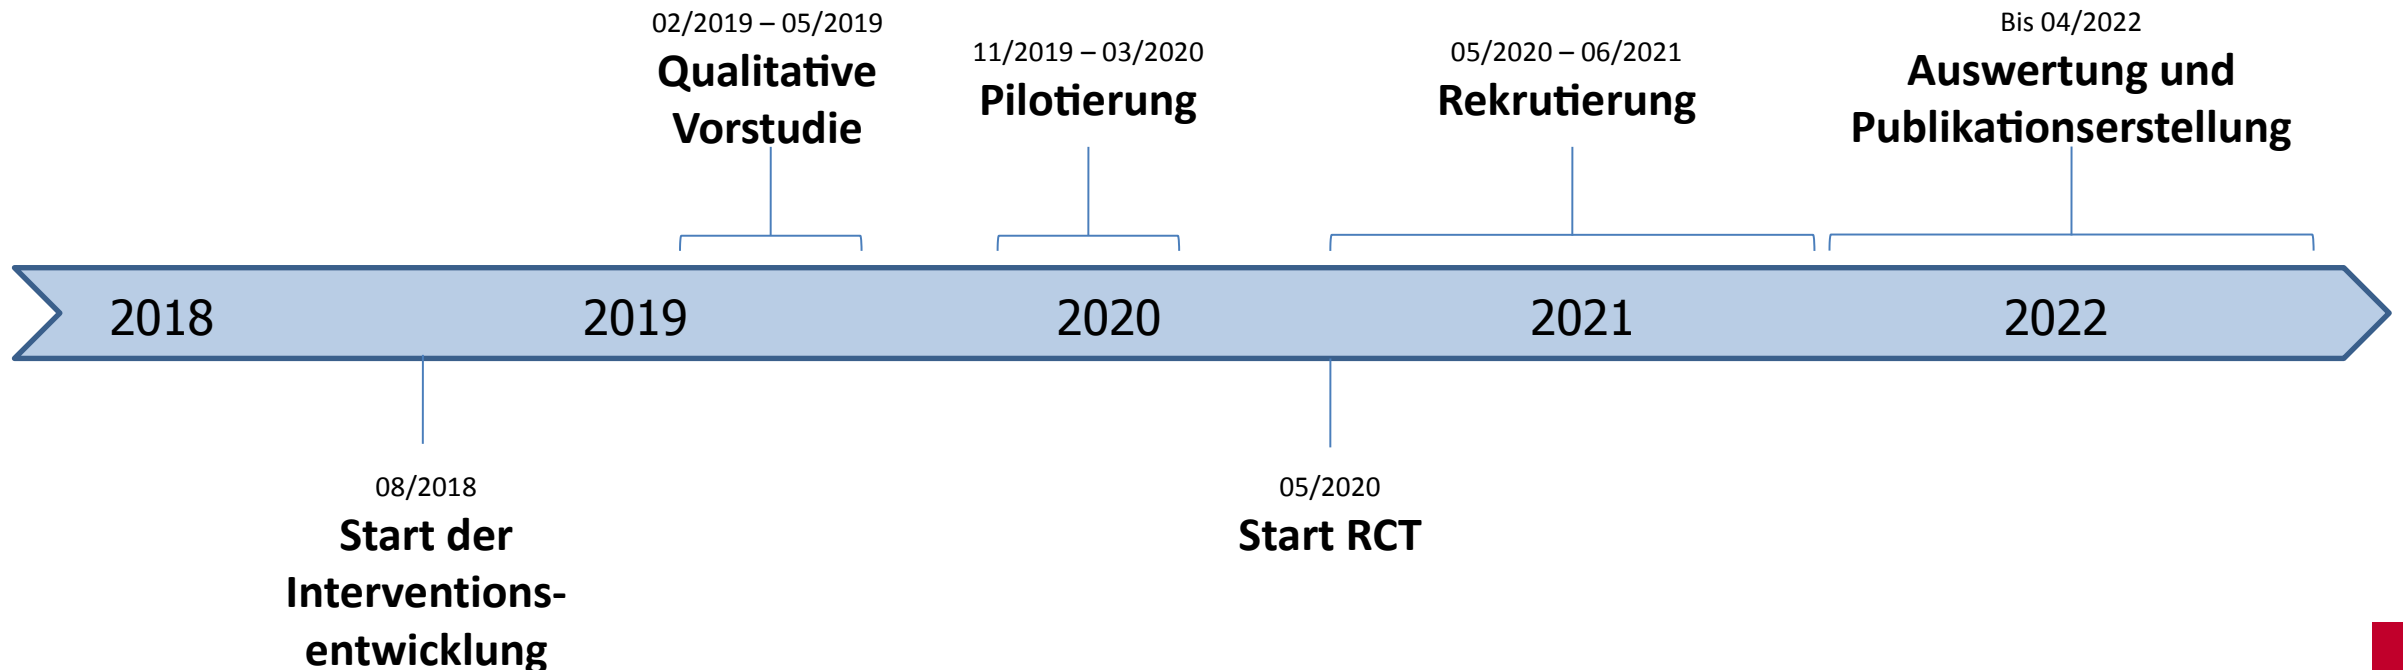 02/2019 – 05/2019
Qualitative
Vorstudie
11/2019 – 03/2020
Pilotierung
05/2020 – 06/2021
Rekrutierung
Bis 04/2022
Auswertung und
Publikationserstellung
2018
2019
2020
2021
2022
08/2018
Start der
Interventions-
entwicklung
05/2020
Start RCT